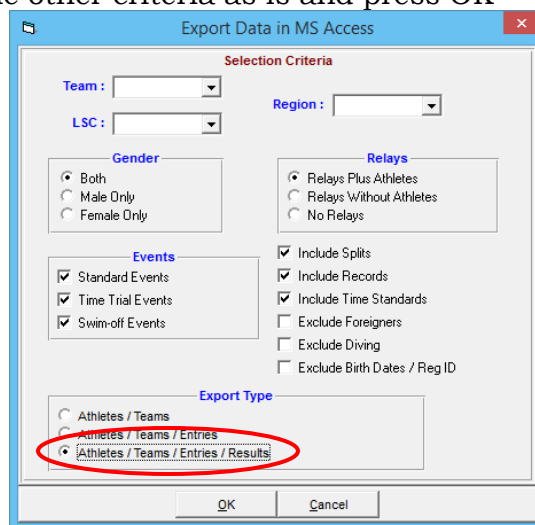 e other criteria as is and press OK
Export Data in MS Access
Selection Criteria
Team :
Region :
LSC :
Gender
Both
Male Only
Female Only
Relays
Relays Plus Athletes
Relays Without Athletes
No Relays
Events
Standard Events
Time Trial Events
Swim-off Events
Include Splits
Include Records
Include Time Standards
Exclude Foreigners
Exclude Diving
Exclude Birth Dates / Reg ID
Export Type
Athletes / Teams
Athletes / Teams / Entries
Athletes / Teams / Entries / Results
OK
Cancel